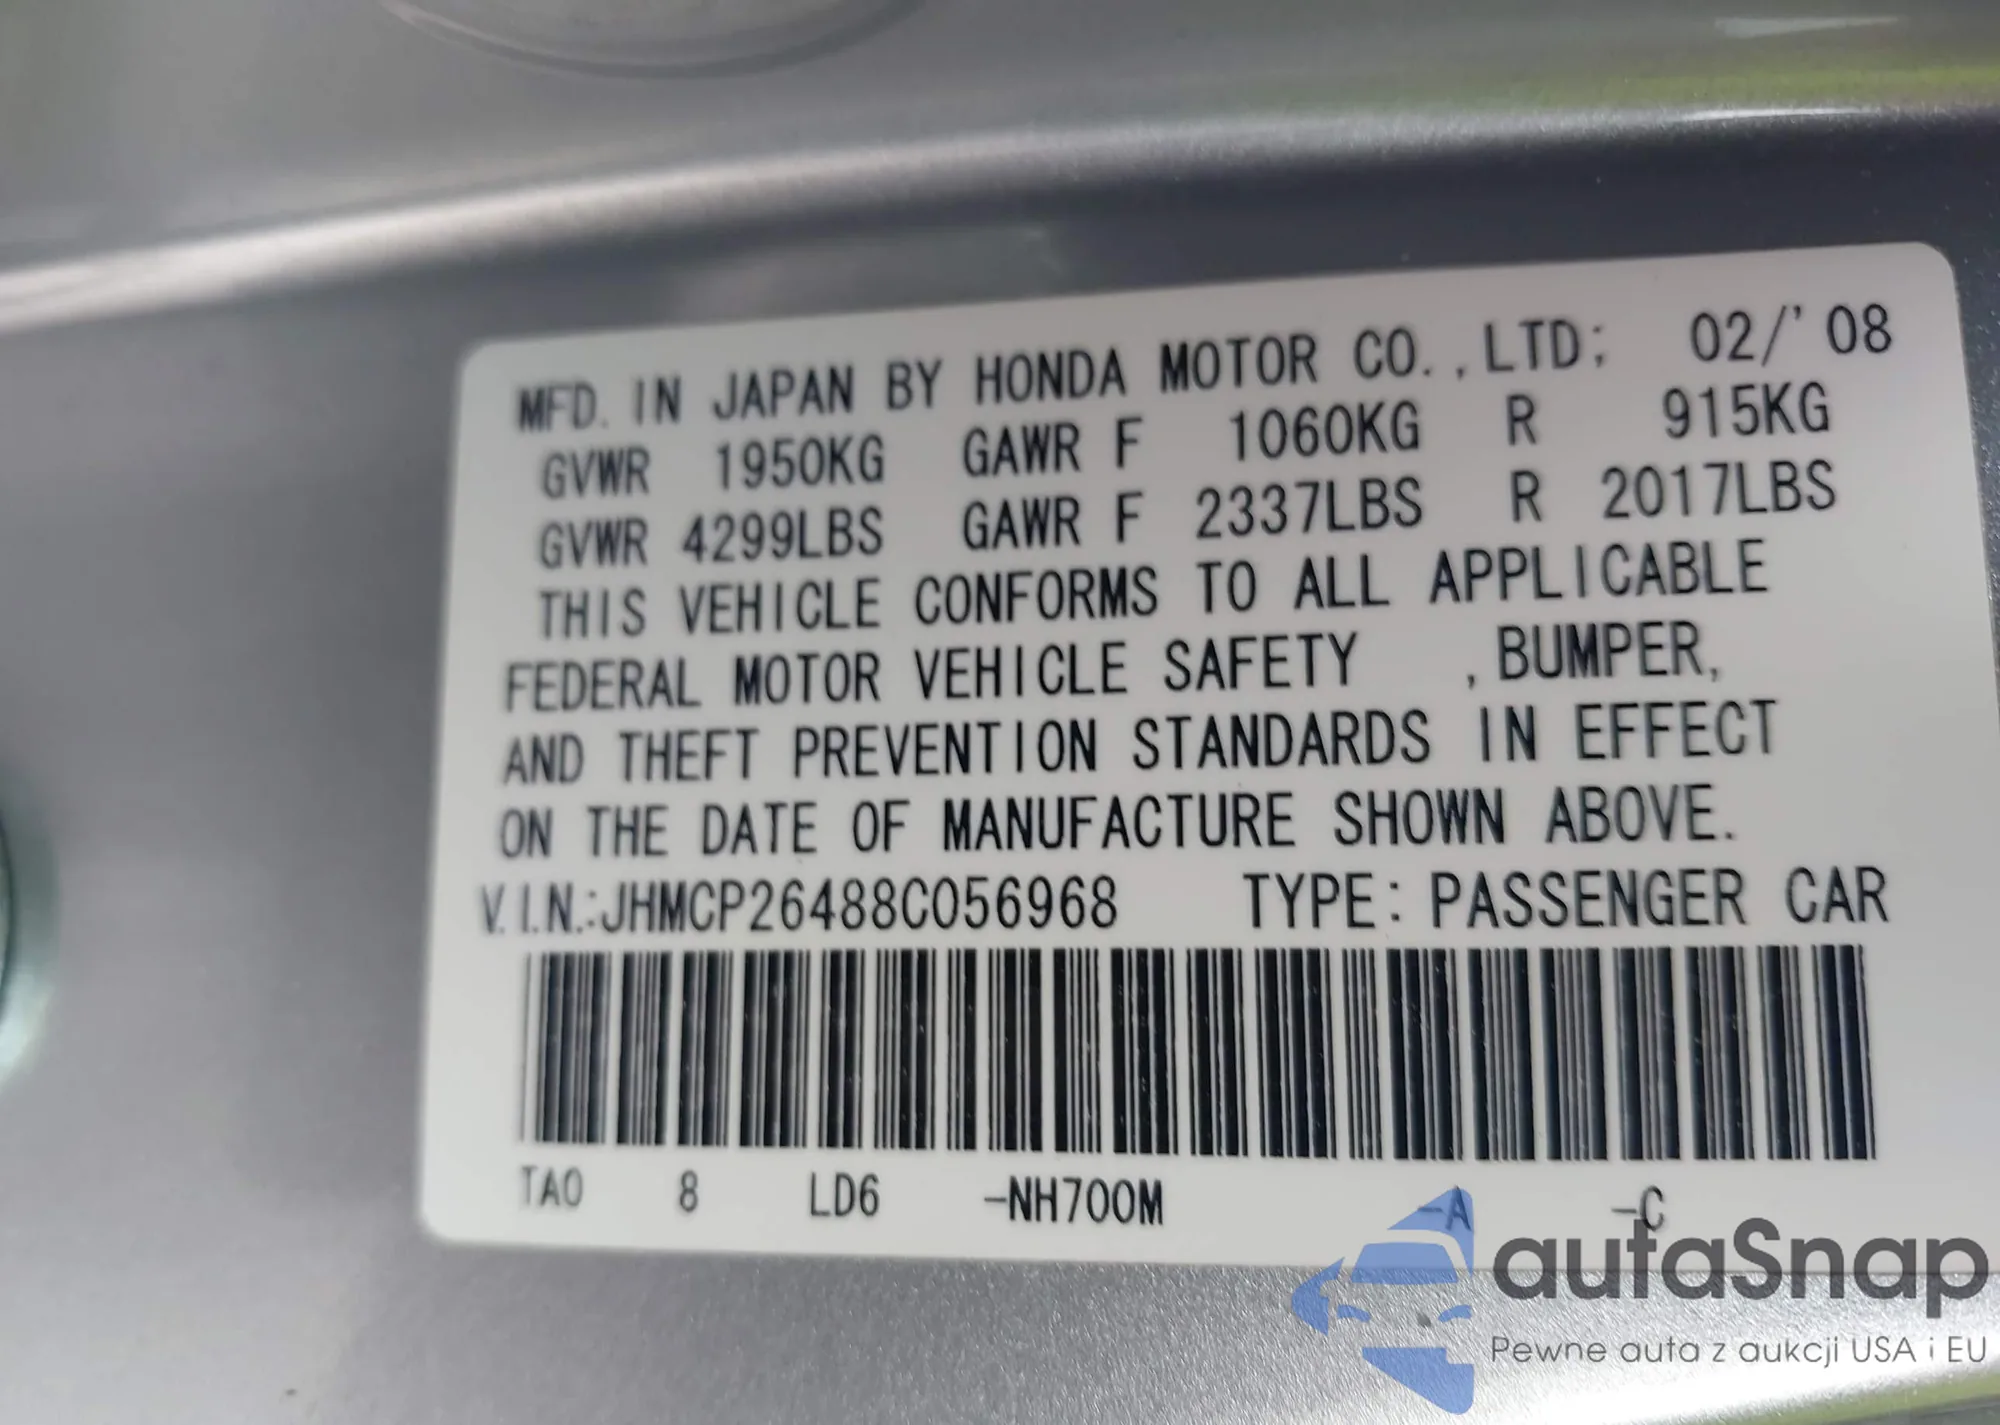 MFD. IN JAPAN BY HONDA MOTOR CO.,LTD; 02/'08
GVWR 1950KG GAWR F 1060KG R 915KG
GVWR 4299LBS GAWR F 2337LBS R 2017LBS
THIS VEHICLE CONFORMS TO ALL APPLICABLE
FEDERAL MOTOR VEHICLE SAFETY , BUMPER,
AND THEFT PREVENTION STANDARDS IN EFFECT
ON THE DATE OF MANUFACTURE SHOWN ABOVE.
V.I.N.:JHMCP26488C056968 TYPE: PASSENGER CAR
TA0 8 LD6 -NH700M -A -C
autaSnap
Pewne auta z aukcji USA i EU